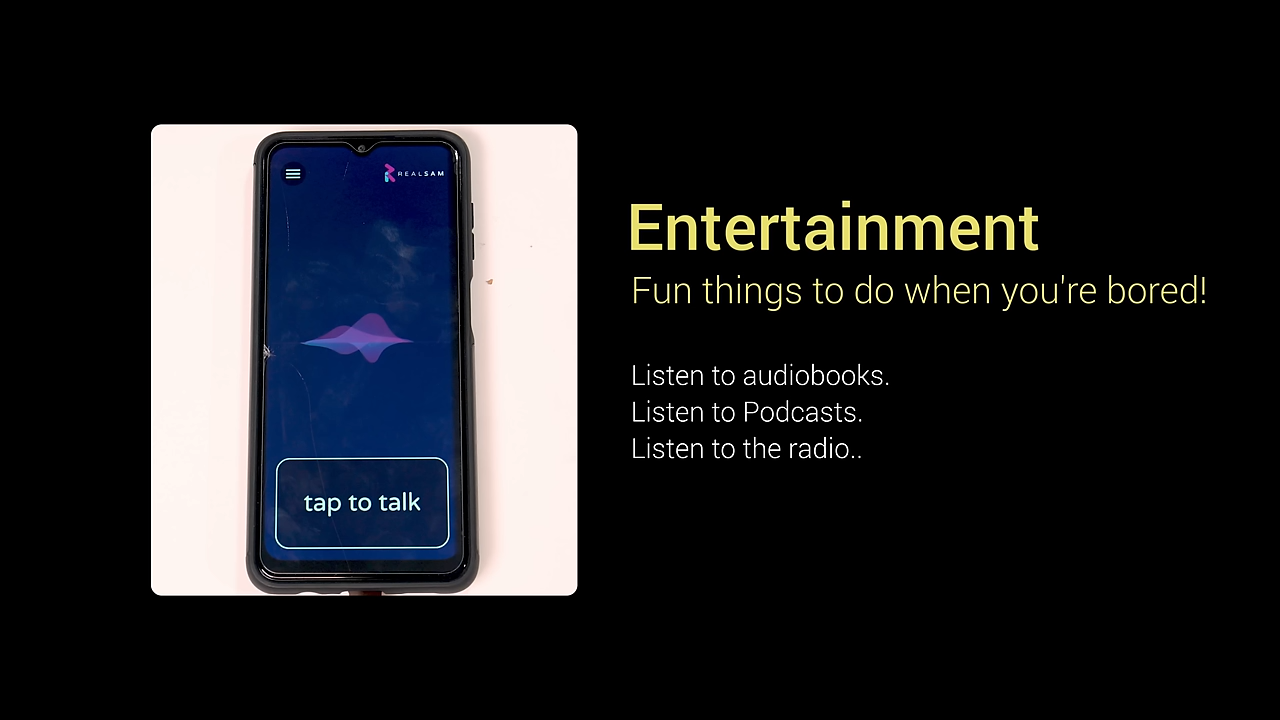 REALSAM
tap to talk
Entertainment
Fun things to do when you're bored!
Listen to audiobooks.
Listen to Podcasts.
Listen to the radio..